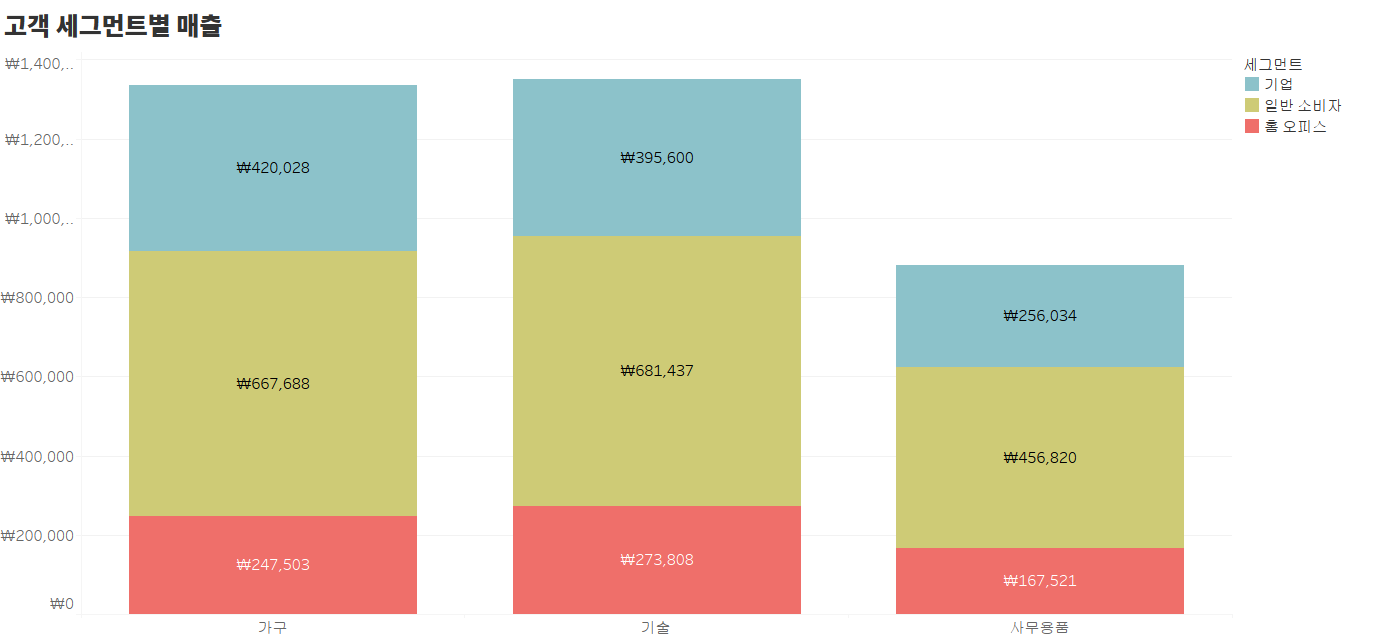 고객 세그먼트별 매출
₩1,400,..
₩1,200,..
₩1,000,..
₩800,000
₩600,000
₩400,000
₩200,000
₩0
₩420,028
₩667,688
₩247,503
₩395,600
₩681,437
₩273,808
₩256,034
₩456,820
₩167,521
가구
기술
사무용품
세그먼트
기업
일반 소비자
홈 오피스